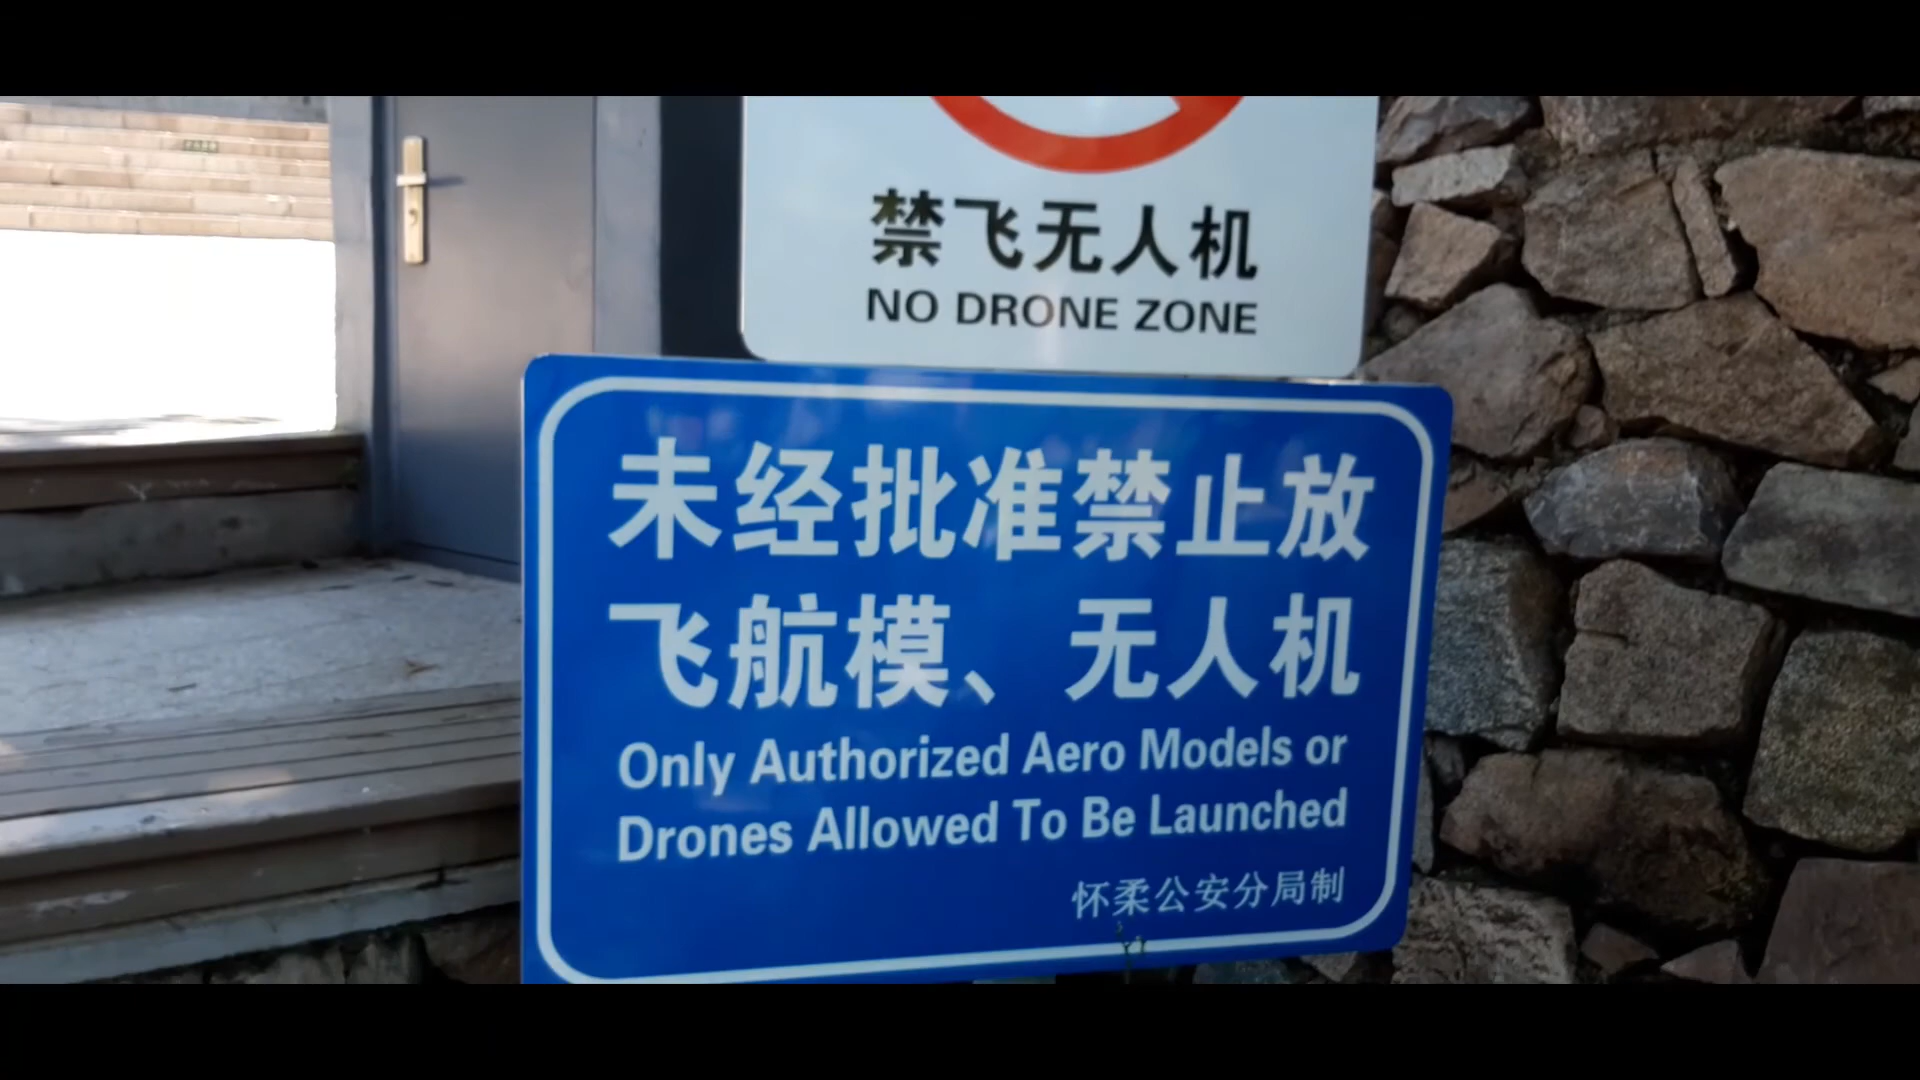 禁飞无人机
NO DRONE ZONE
未经批准禁止放
飞航模、无人机
Only Authorized Aero Models or
Drones Allowed To Be Launched
怀柔公安分局制